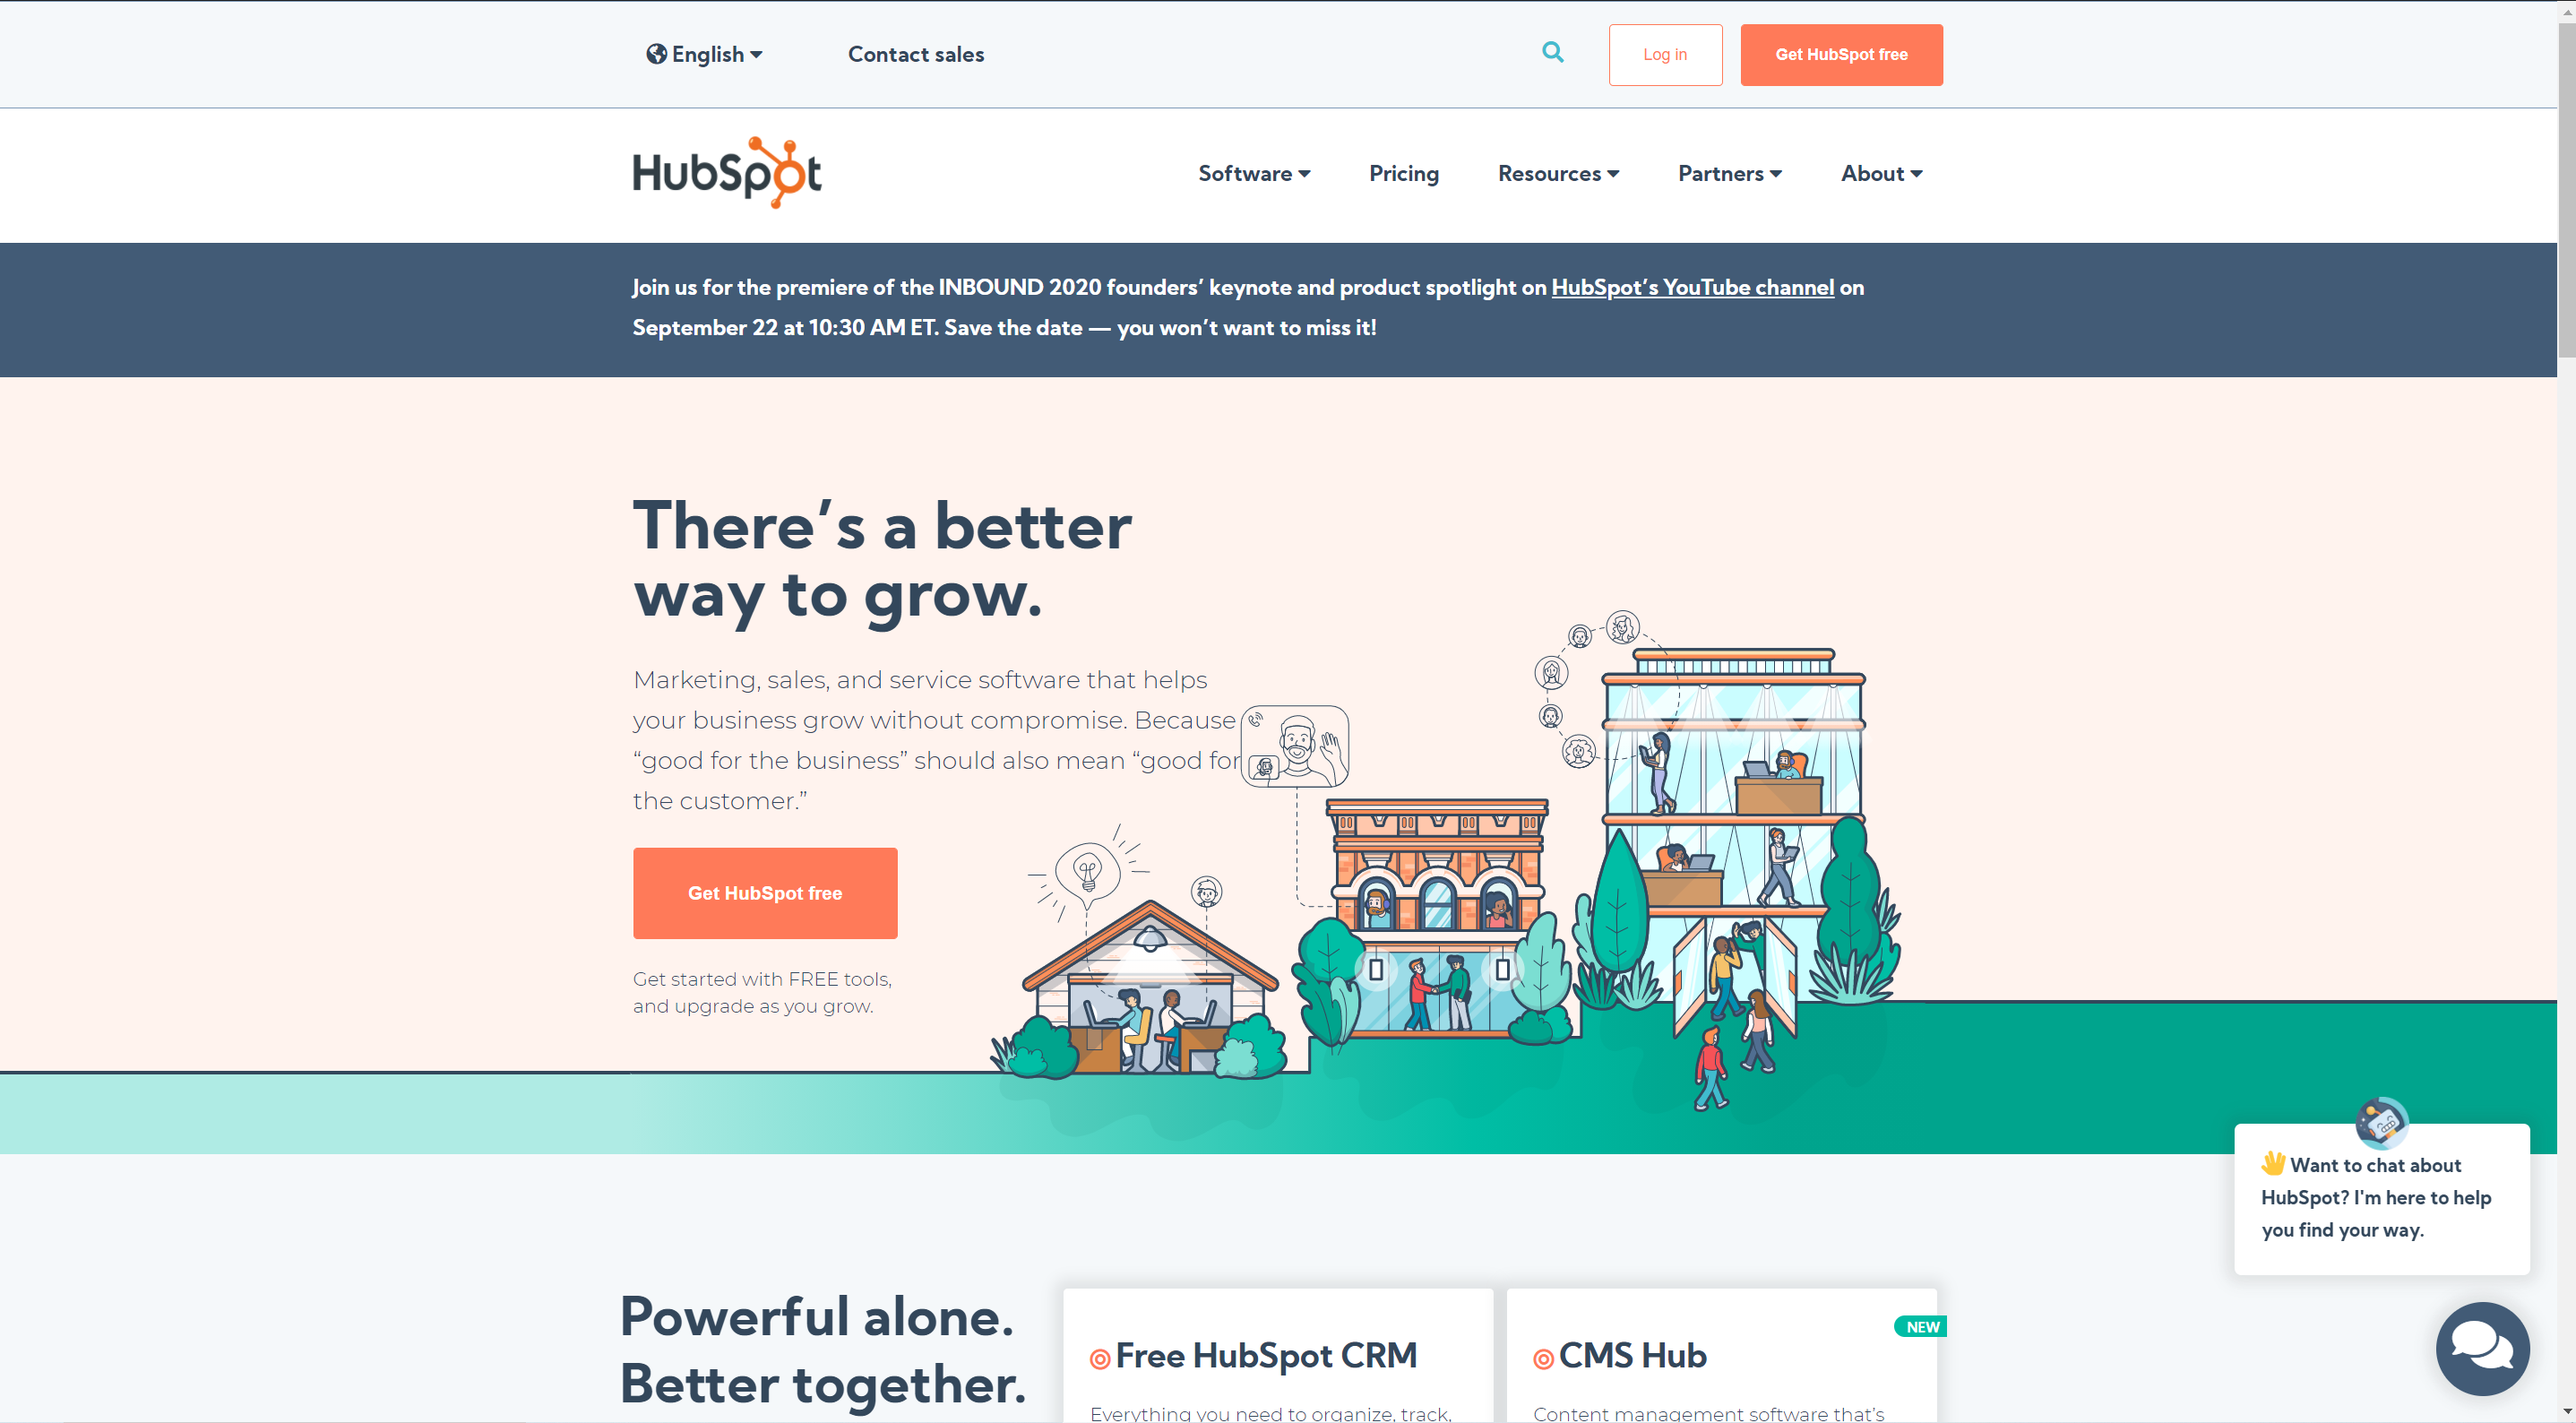 English
Contact sales
Log in
Get HubSpot free
HubSpot
Software
Pricing
Resources
Partners
About
Join us for the premiere of the INBOUND 2020 founders’ keynote and product spotlight on HubSpot’s YouTube channel on
September 22 at 10:30 AM ET. Save the date — you won’t want to miss it!
There’s a better
way to grow.
Marketing, sales, and service software that helps
your business grow without compromise. Because
“good for the business” should also mean “good for
the customer.”
Get HubSpot free
Get started with FREE tools,
and upgrade as you grow.
Want to chat about
HubSpot? I'm here to help
you find your way.
Powerful alone.
Better together.
Free HubSpot CRM
Everything you need to organize, track,
NEW
CMS Hub
Content management software that’s